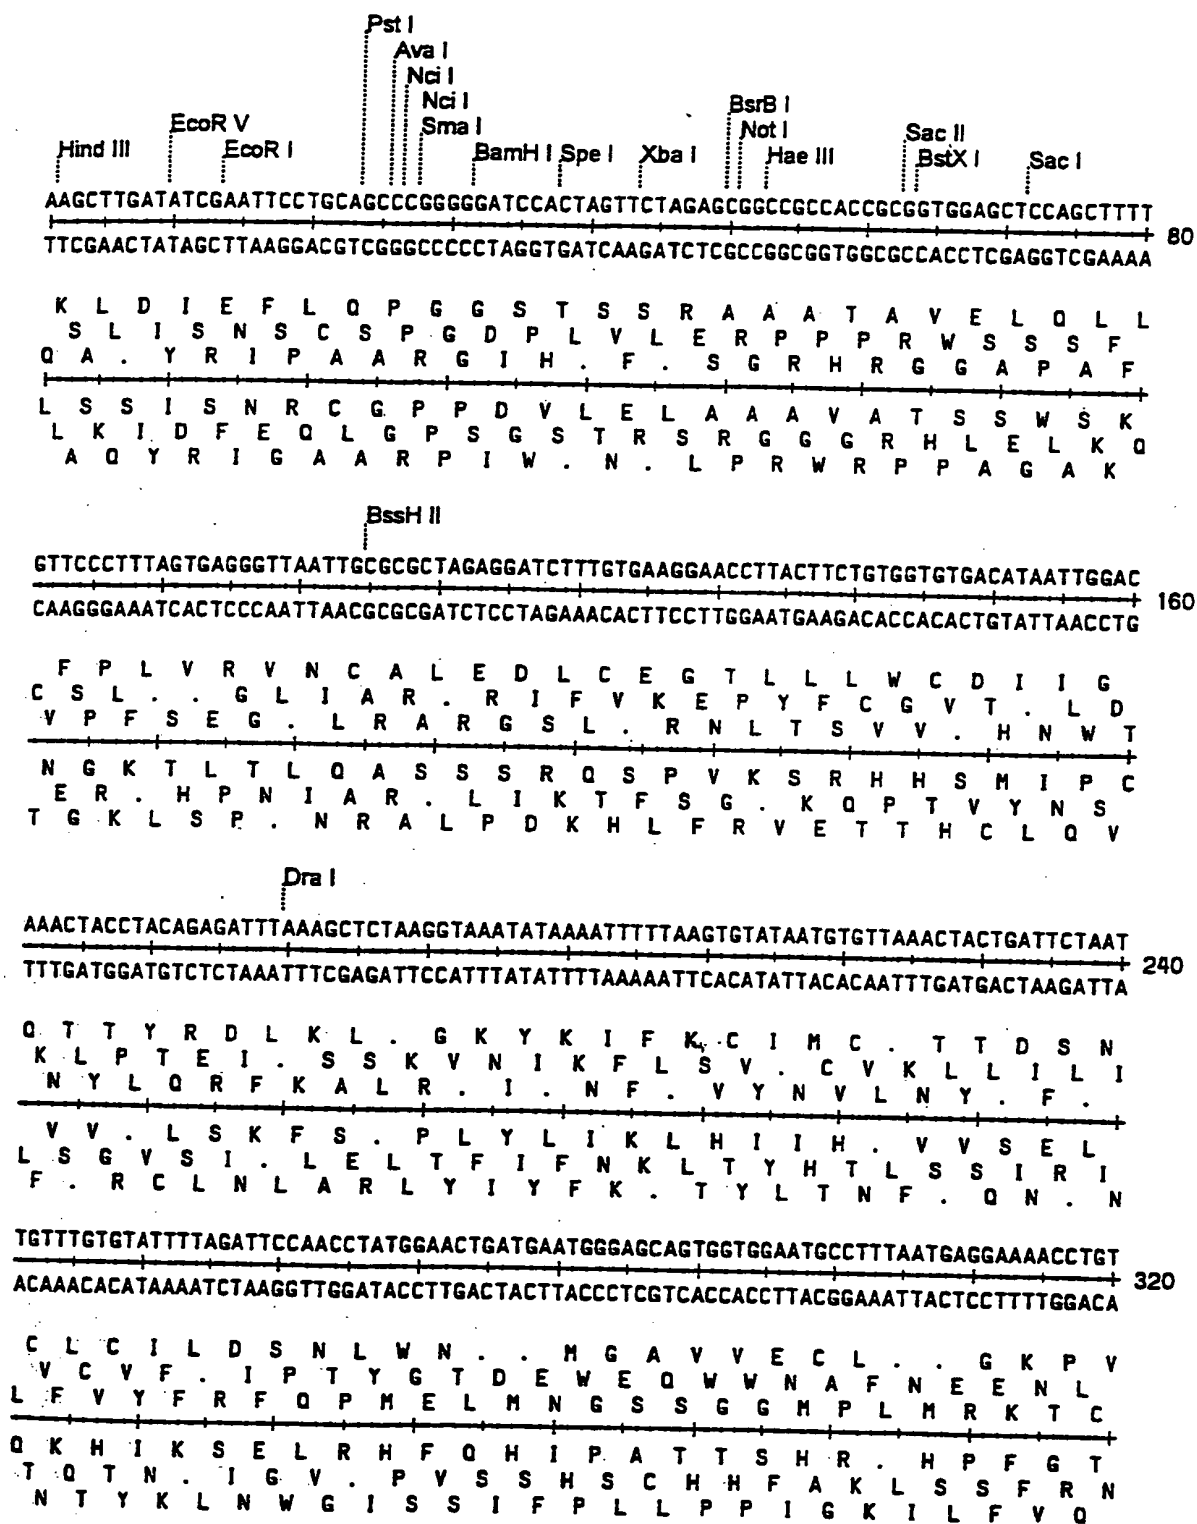 Pst I
Ava I
Nci I
Nci I
BsrB I
EcoR V
Sma I
Not I
Sac II
Hind III
EcoR I
BamH I
Spe I
Xba I
Hae III
BstX I
Sac I
AAGCTTGATATCGAATTCCTGCAGCCCGGGGGATCCACTAGTTCTAGAGCGGCCGCCACCGCGGTGGAGCTCCAGCTTTT
80
TTCGAACTATAGCTTAAGGACGTCGGGCCCCCTAGGTGATCAAGATCTCGCCGGCGGTGGCGCCACCTCGAGGTCGAAAA
K L D I E F L Q P G G S T S S R A A A T A V E L Q L L
S L I S N S C S P G D P L V L E R P P P R W S S S F
Q A . Y R I P A A R G I H . F . S G R H R G G A P A F
L S S I S N R C G P P D V L E L A A A V A T S S W S K
L K I D F E Q L G P S G S T R S R G G G R H L E L K Q
A Q Y R I G A A R P I W . N . L P R W R P P A G A K
BssH II
GTTCCCTTTAGTGAGGGTTAATTGCGCGCTAGAGGATCTTTGTGAAGGAACCTTACTTCTGTGGTGTGACATAATTGGAC
160
CAAGGGAAATCACTCCCAATTAACGCGCGATCTCCTAGAAACACTTCCTTGGAATGAAGACACCACACTGTATTAACCTG
F P L V R V N C A L E D L C E G T L L L W C D I I G
C S L . . G L I A R . R I F V K E P Y F C G V T . L D
V P F S E G . L R A R G S L . R N L T S V V . H N W T
N G K T L T L Q A S S S R Q S P V K S R H H S M I P C
E R . H P N I A R . L I K T F S G . K Q P T V Y N S
T G K L S P . N R A L P D K H L F R V E T T H C L Q V
Dra I
AAACTACCTACAGAGATTTAAAGCTCTAAGGTAAATATAAAATTTTTAAGTGTATAATGTGTTAAACTACTGATTCTAAT
240
TTTGATGGATGTCTCTAAATTTCGAGATTCCATTTATATTTTAAAAATTCACATATTACACAATTTGATGACTAAGATTA
Q T T Y R D L K L . G K Y K I F K C I M C . T T D S N
K L P T E I . S S K V N I K F L S V . C V K L L I L I
N Y L Q R F K A L R . I . N F . V Y N V L N Y . F .
V V . L S K F S . P L Y L I K L H I I H . V V S E L
L S G V S I . L E L T F I F N K L T Y H T L S S I R I
F . R C L N L A R L Y I Y F K . T Y L T N F . Q N . N
TGTTTGTGTATTTTAGATTCCAACCTATGGAACTGATGAATGGGAGCAGTGGTGGAATGCCTTTAATGAGGAAAACCTGT
320
ACAAACACATAAAATCTAAGGTTGGATACCTTGACTACTTACCCTCGTCACCACCTTACGGAAATTACTCCTTTTGGACA
C L C I L D S N L W N . . M G A V V E C L . . G K P V
V C V F . I P T Y G T D E W E Q W W N A F N E E N L
L F V Y F R F Q P M E L M N G S S G G M P L M R K T C
Q K H I K S E L R H F Q H I P A T T S H R . H P F G T
T Q T N . I G V . P V S S H S C H H F A K L S S F R N
N T Y K L N W G I S S I F P L L P P I G K I L F V Q